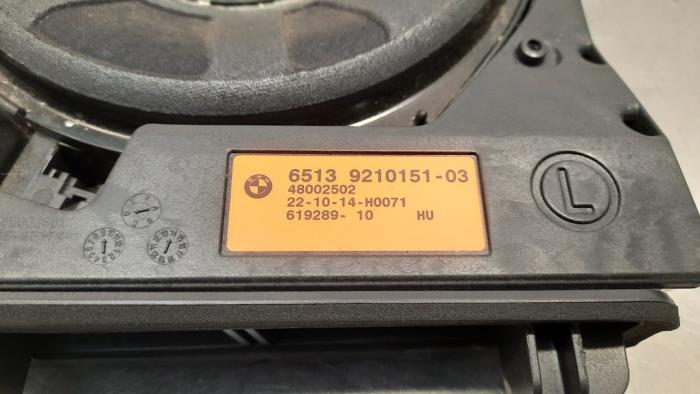 6513 9210151-03
48002502
22-10-14-H0071
619289- 10 HU
L